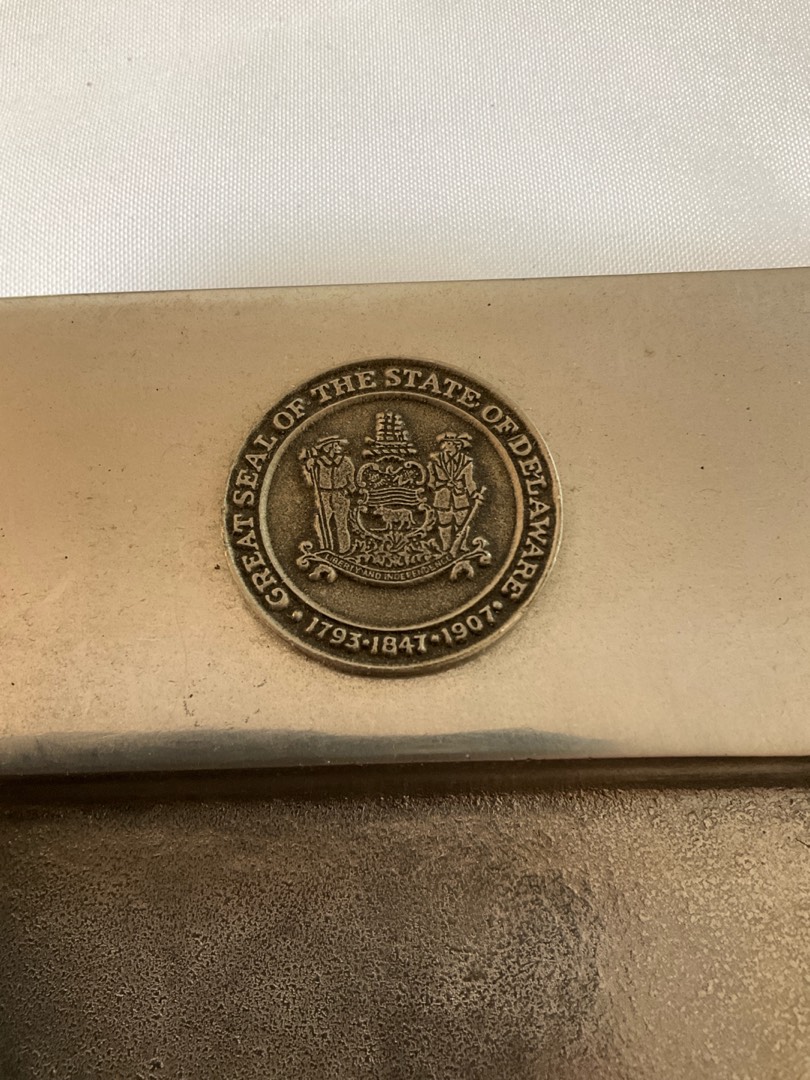 GREAT SEAL OF THE STATE OF DELAWARE
• 1793 • 1847 • 1907 •
LIBERTY AND INDEPENDENCE